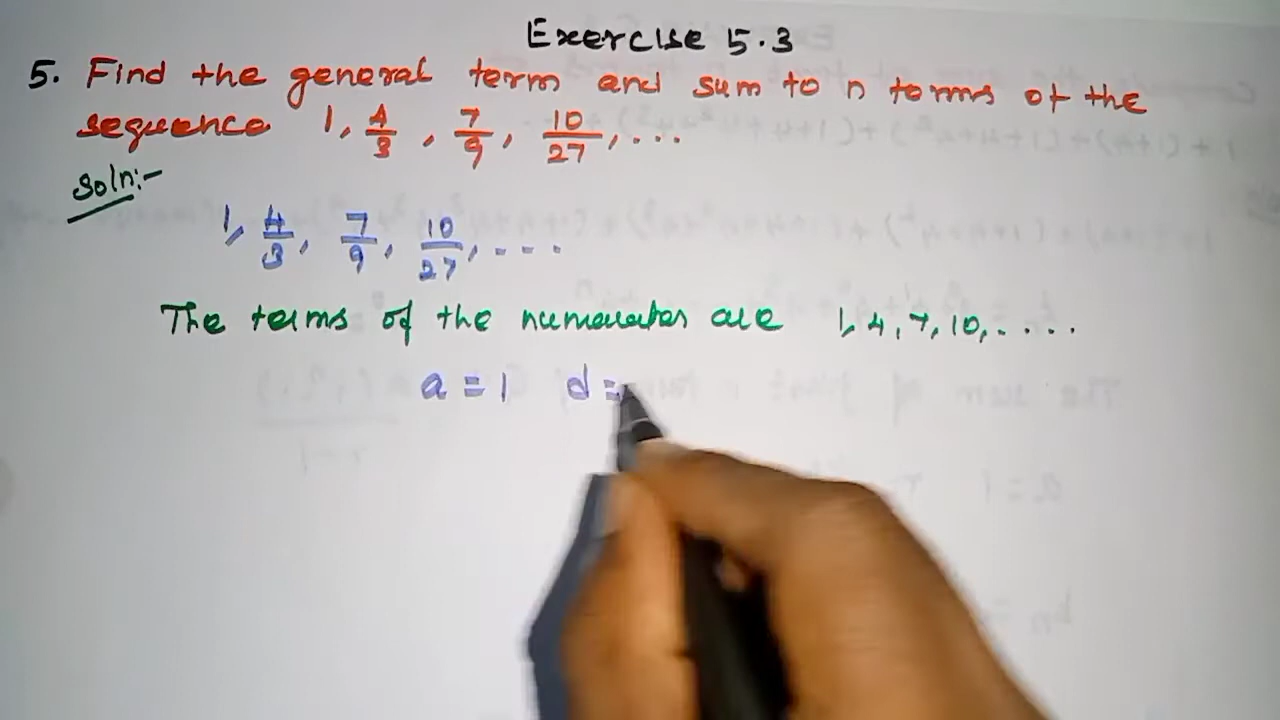 Exercise 5.3
5. Find the general term and sum to n terms of the
sequence 1, 4/3, 7/9, 10/27, ...
Soln:-
1, 4/3, 7/9, 10/27, ....
The terms of the numerator are 1, 4, 7, 10, ....
a = 1 d =